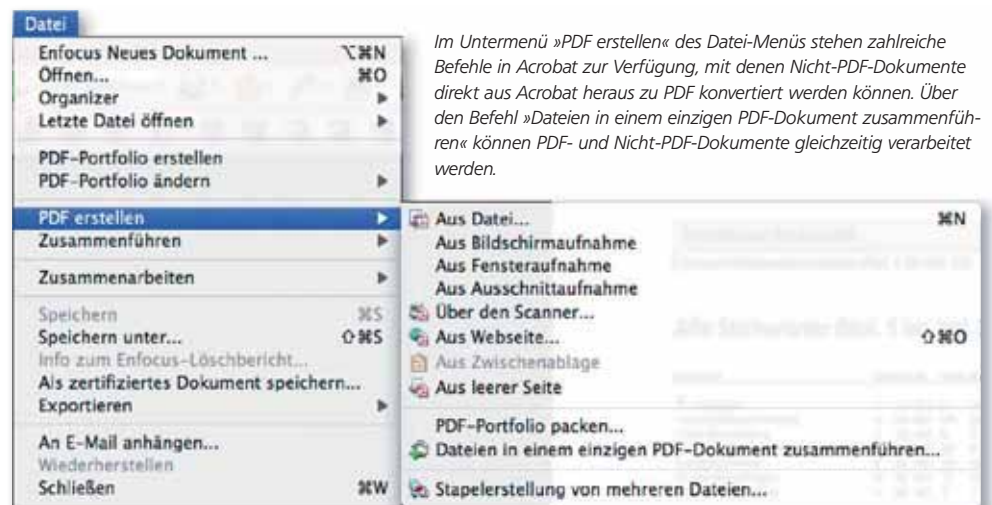 Datei
Enfocus Neues Dokument ... ⌥⌘N
Öffnen... ⌘O
Organizer
Letzte Datei öffnen
PDF-Portfolio erstellen
PDF-Portfolio ändern
PDF erstellen
Zusammenführen
Zusammenarbeiten
Speichern ⌘S
Speichern unter... ⇧⌘S
Info zum Enfocus-Löschbericht...
Als zertifiziertes Dokument speichern...
Exportieren
An E-Mail anhängen...
Wiederherstellen
Schließen ⌘W
Im Untermenü »PDF erstellen« des Datei-Menüs stehen zahlreiche
Befehle in Acrobat zur Verfügung, mit denen Nicht-PDF-Dokumente
direkt aus Acrobat heraus zu PDF konvertiert werden können. Über
den Befehl »Dateien in einem einzigen PDF-Dokument zusammenfüh-
ren« können PDF- und Nicht-PDF-Dokumente gleichzeitig verarbeitet
werden.
Aus Datei... ⌘N
Aus Bildschirmaufnahme
Aus Fensteraufnahme
Aus Ausschnittaufnahme
Über den Scanner...
Aus Webseite... ⇧⌘O
Aus Zwischenablage
Aus leerer Seite
PDF-Portfolio packen...
Dateien in einem einzigen PDF-Dokument zusammenführen...
Stapelerstellung von mehreren Dateien...